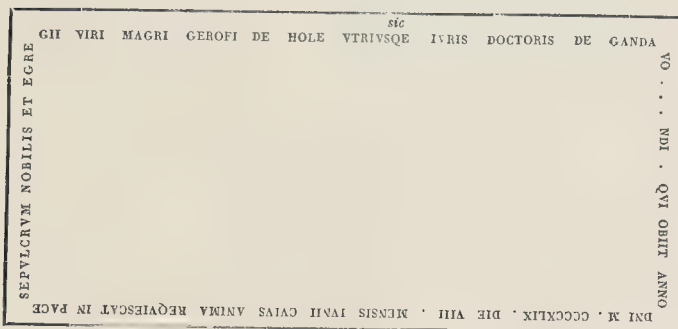 SEPVLCRVM NOBILIS ET EGRE
sic
GII VIRI MAGRI GEROFI DE HOLE VTRIVSQE IVRIS DOCTORIS DE GANDA
VO . . . NDI . QVI OBIIT ANNO
DNI M . CCCCXLIX . DIE VIII . MENSIS IVNII CVIVS ANIMA REQVIESCAT IN PACE